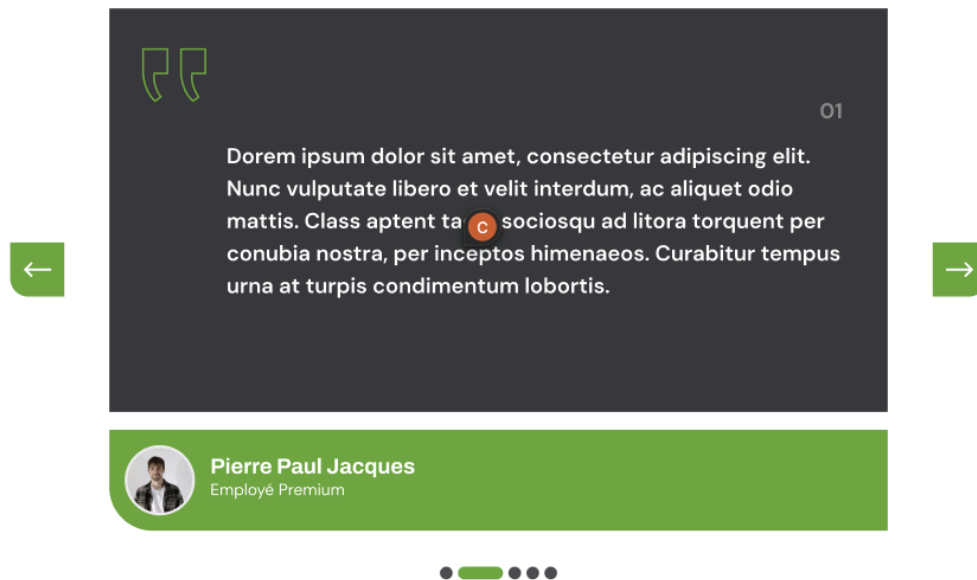 01
Dorem ipsum dolor sit amet, consectetur adipiscing elit.
Nunc vulputate libero et velit interdum, ac aliquet odio
mattis. Class aptent ta C sociosqu ad litora torquent per
conubia nostra, per inceptos himenaeos. Curabitur tempus
urna at turpis condimentum lobortis.
Pierre Paul Jacques
Employé Premium